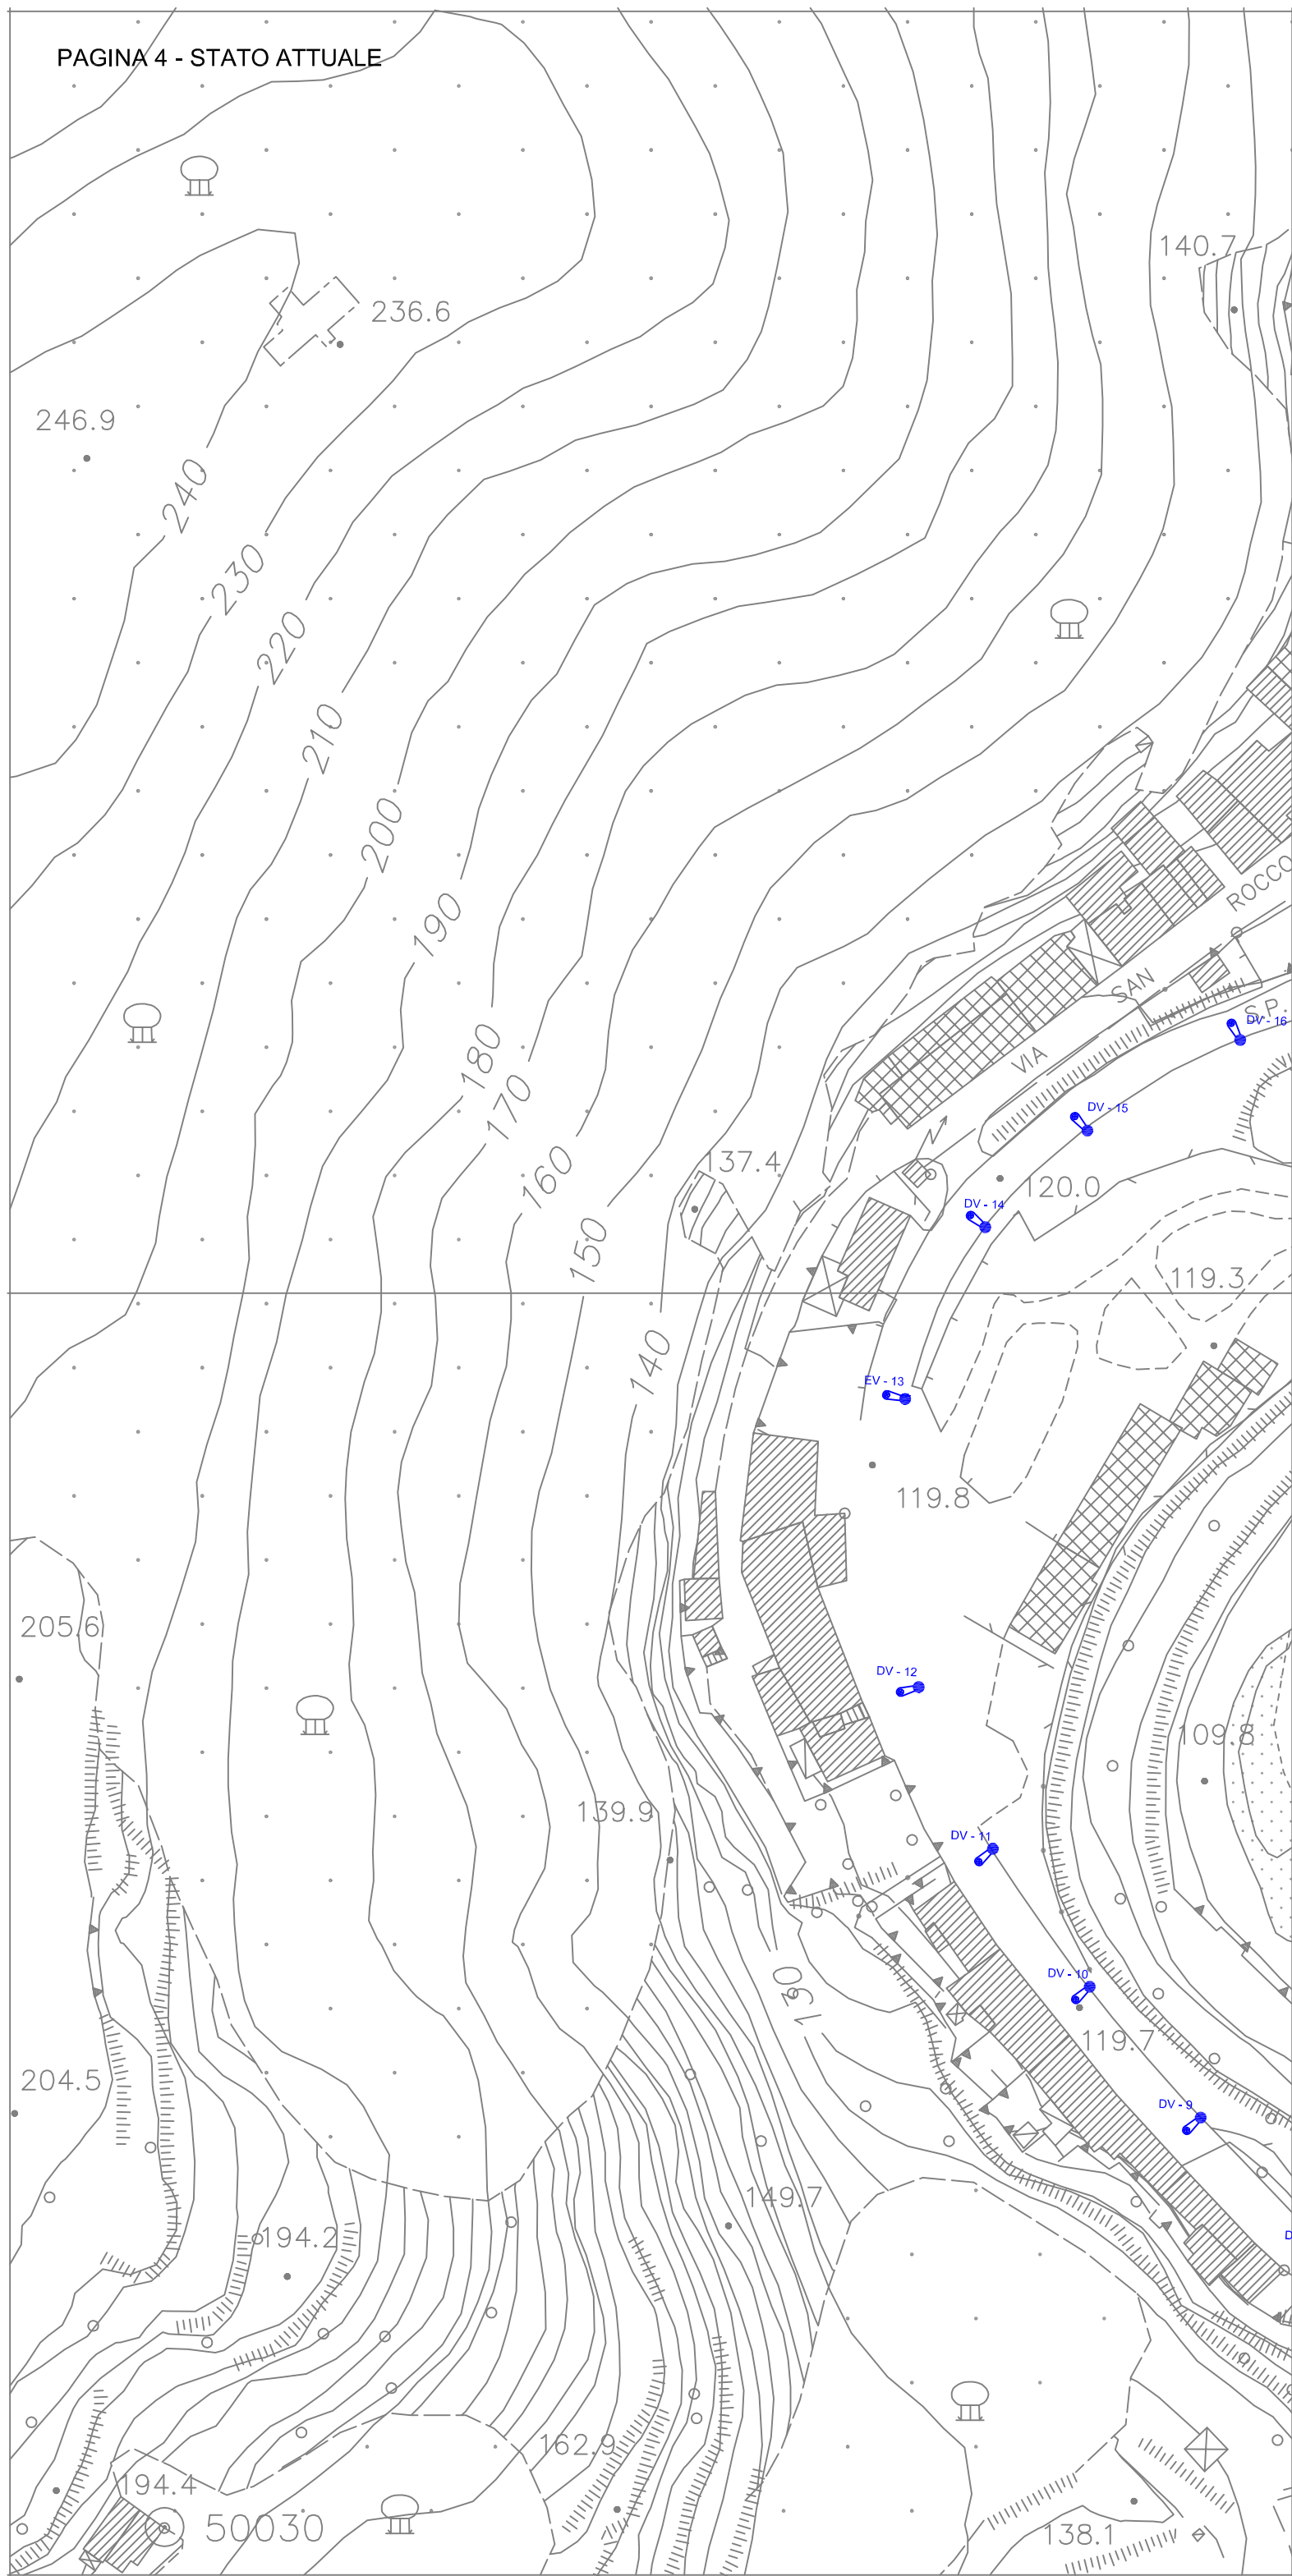 PAGINA 4 - STATO ATTUALE
140.7
236.6
246.9
240
230
220
210
200
190
180
170
160
150
140
ROCCO
SAN
VIA
S.P.
DV - 16
DV - 15
137.4
120.0
DV - 14
119.3
EV - 13
119.8
205.6
DV - 12
109.8
139.9
DV - 11
130
DV - 10
119.7
204.5
DV - 9
149.7
194.2
162.9
194.4
50030
138.1